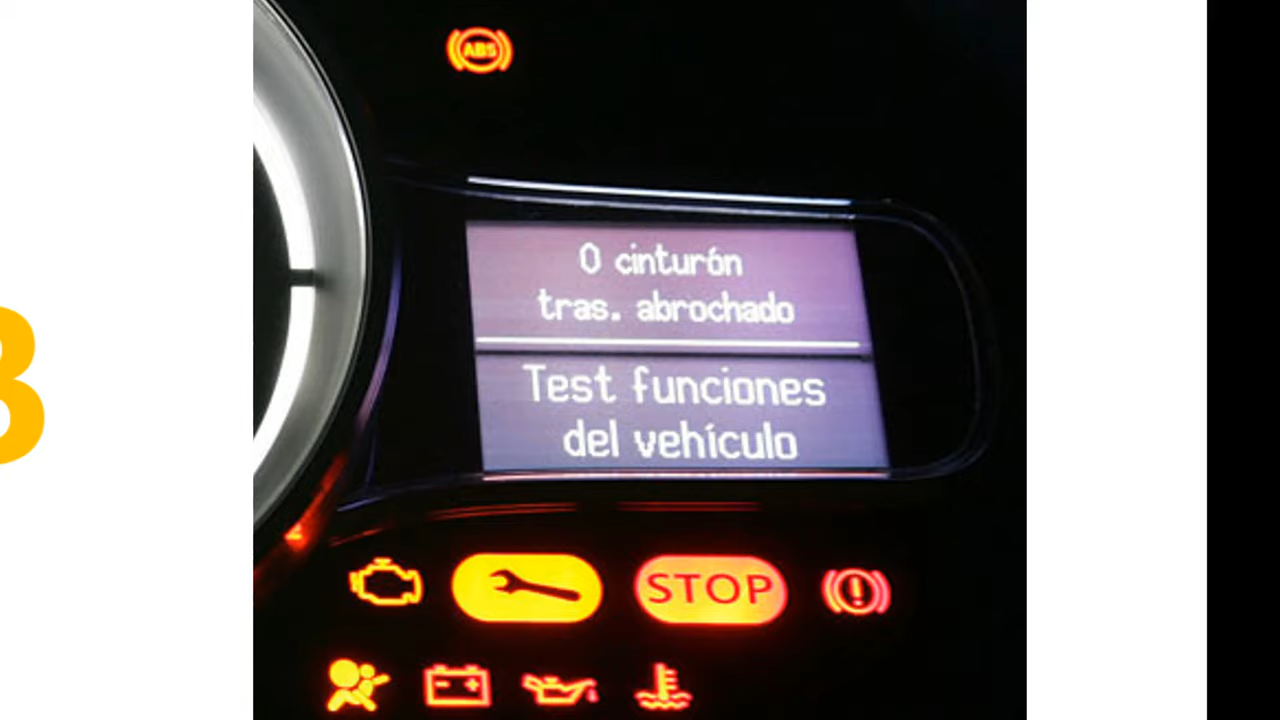 ABS
0 cinturón
tras. abrochado
Test funciones
del vehículo
STOP